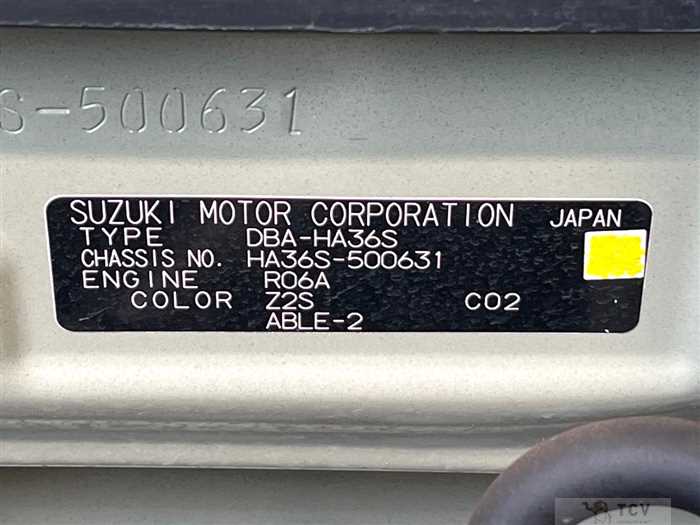 S-500631
SUZUKI MOTOR CORPORATION JAPAN
TYPE DBA-HA36S
CHASSIS NO. HA36S-500631
ENGINE R06A
COLOR Z2S C02
ABLE-2
TCV